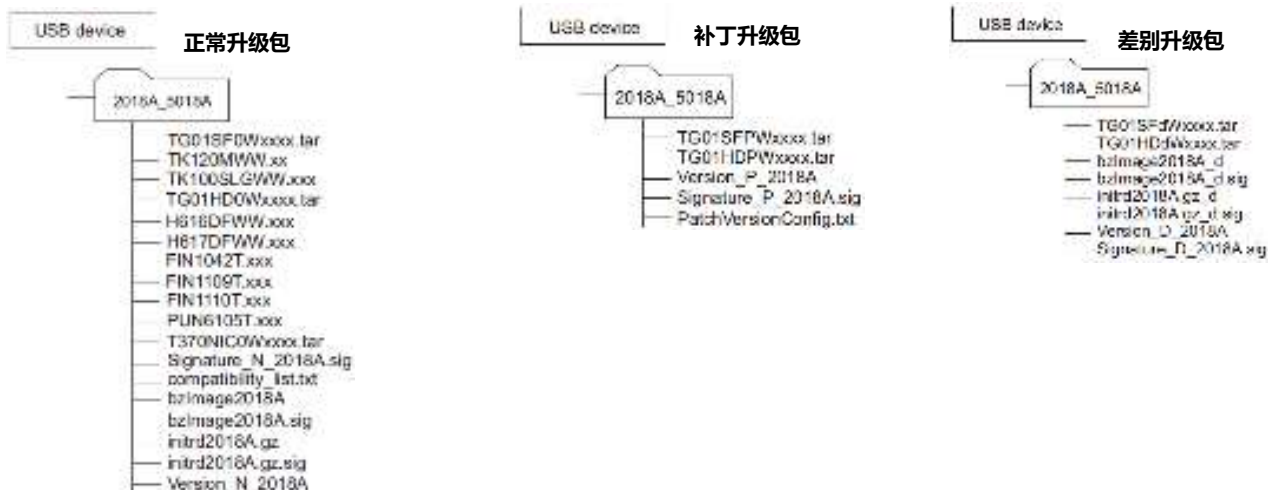 USB device
正常升级包
2018A_5018A
TG01SF0Wxxxx.tar
TK120MWW.xx
TK100SLGWW.xxx
TG01HD0Wxxxx.tar
H616DFWW.xxx
H617DFWW.xxx
FIN1042T.xxx
FIN1109T.xxx
FIN1110T.xxx
PUN6105T.xxx
T370NIC0Wxxxx.tar
Signature_N_2018A.sig
compatibility_list.txt
bzImage2018A
bzImage2018A.sig
initrd2018A.gz
initrd2018A.gz.sig
Version_N_2018A
USB device
补丁升级包
2018A_5018A
TG01SFPWxxxx.tar
TG01HDPWxxxx.tar
Version_P_2018A
Signature_P_2018A.sig
PatchVersionConfig.txt
USB device
差别升级包
2018A_5018A
TG01SFdWxxxx.tar
TG01HDdWxxxx.tar
bzImage2018A_d
bzImage2018A_d.sig
initrd2018A.gz_d
initrd2018A.gz_d.sig
Version_D_2018A
Signature_D_2018A.sig